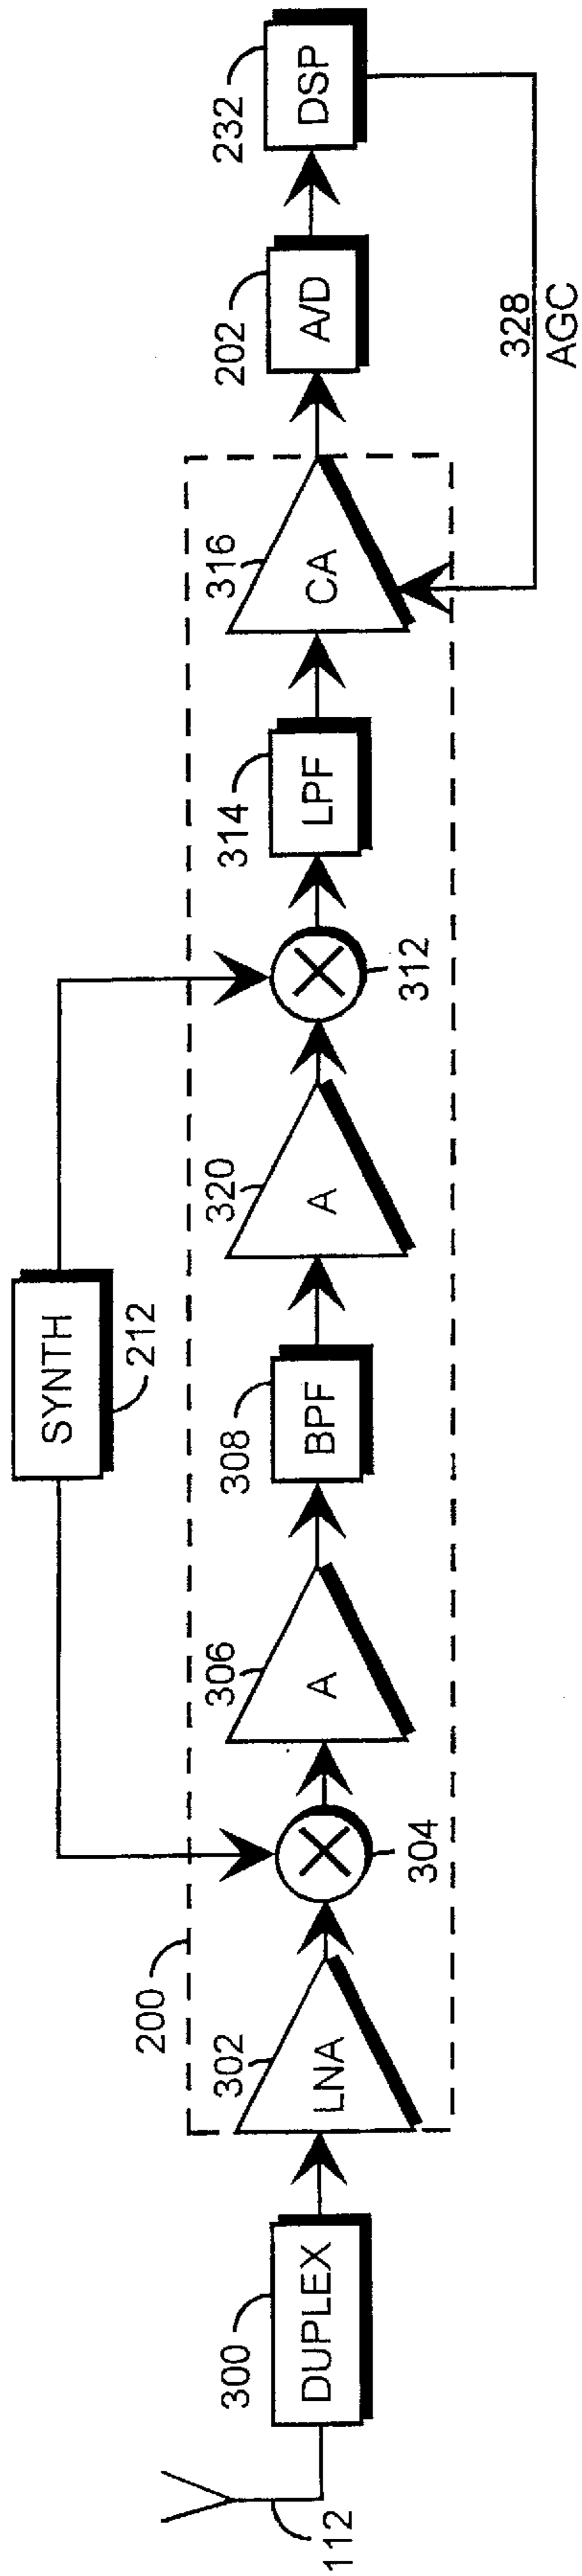 SYNTH
212
200
112
300
DUPLEX
302
LNA
304
306
A
308
BPF
320
A
312
314
LPF
316
CA
202
A/D
232
DSP
328
AGC